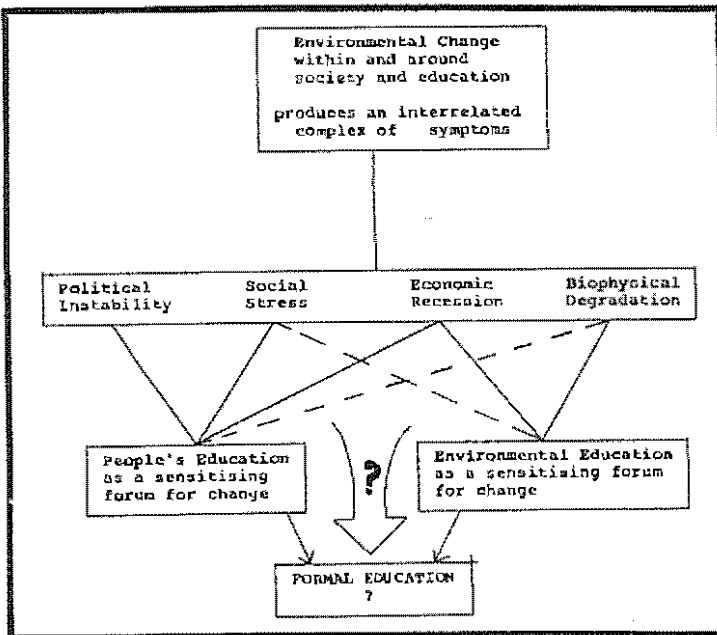 Environmental Change
within and around
society and education
produces an interrelated
complex of symptoms
Political Instability
Social Stress
Economic Recession
Biophysical Degradation
People's Education
as a sensitising
forum for change
?
Environmental Education
as a sensitising forum
for change
FORMAL EDUCATION
?